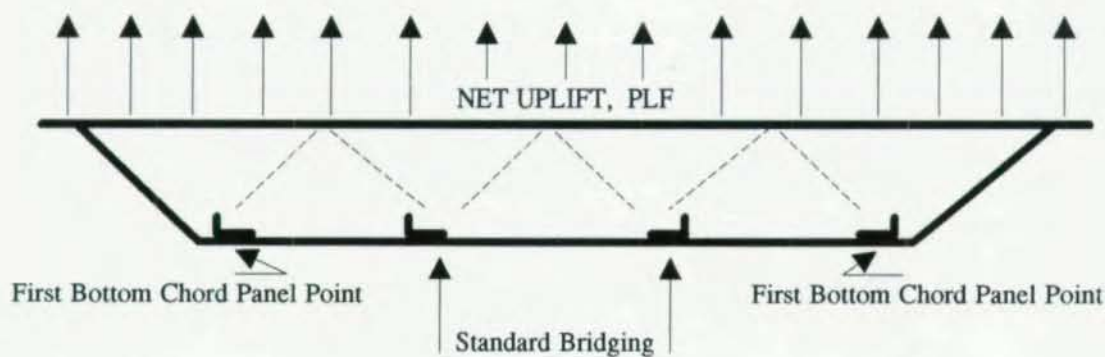 NET UPLIFT, PLF
First Bottom Chord Panel Point
First Bottom Chord Panel Point
Standard Bridging